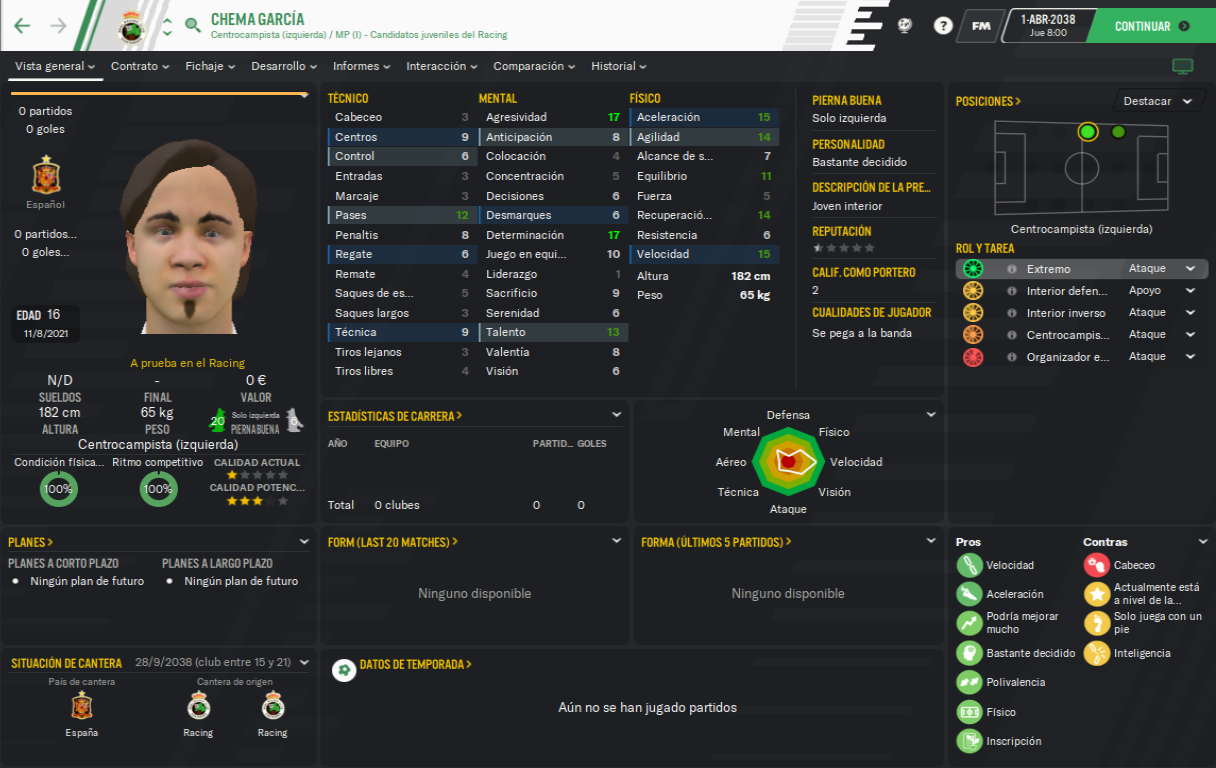 CHEMA GARCÍA
Centrocampista (izquierda) / MP (I) - Candidatos juveniles del Racing
?
FM
1-ABR-2038
Jue 8:00
CONTINUAR
Vista general
Contrato
Fichaje
Desarrollo
Informes
Interacción
Comparación
Historial
0 partidos
0 goles
Español
0 partidos...
0 goles...
EDAD 16
11/8/2021
A prueba en el Racing
N/D
SUELDOS
-
FINAL
0 €
VALOR
182 cm
ALTURA
65 kg
PESO
20
Solo izquierda
PIERNA BUENA
Centrocampista (izquierda)
Condición física...
100%
Ritmo competitivo
100%
CALIDAD ACTUAL
CALIDAD POTENC...
TÉCNICO
Cabeceo 3
Centros 9
Control 6
Entradas 3
Marcaje 3
Pases 12
Penaltis 8
Regate 6
Remate 4
Saques de es... 5
Saques largos 3
Técnica 9
Tiros lejanos 3
Tiros libres 4
MENTAL
Agresividad 17
Anticipación 8
Colocación 4
Concentración 5
Decisiones 6
Desmarques 6
Determinación 17
Juego en equi... 10
Liderazgo 1
Sacrificio 9
Serenidad 6
Talento 13
Valentía 8
Visión 6
FÍSICO
Aceleración 15
Agilidad 14
Alcance de s... 7
Equilibrio 11
Fuerza 5
Recuperació... 14
Resistencia 6
Velocidad 15
Altura 182 cm
Peso 65 kg
PIERNA BUENA
Solo izquierda
PERSONALIDAD
Bastante decidido
DESCRIPCIÓN DE LA PRE...
Joven interior
REPUTACIÓN
CALIF. COMO PORTERO
2
CUALIDADES DE JUGADOR
Se pega a la banda
POSICIONES >
Destacar
Centrocampista (izquierda)
ROL Y TAREA
Extremo Ataque
Interior defen... Apoyo
Interior inverso Ataque
Centrocampis... Ataque
Organizador e... Ataque
ESTADÍSTICAS DE CARRERA >
AÑO EQUIPO PARTID... GOLES
Total 0 clubes 0 0
Defensa
Mental Físico
Aéreo Velocidad
Técnica Visión
Ataque
PLANES >
PLANES A CORTO PLAZO
Ningún plan de futuro
PLANES A LARGO PLAZO
Ningún plan de futuro
FORM (LAST 20 MATCHES) >
Ninguno disponible
FORMA (ÚLTIMOS 5 PARTIDOS) >
Ninguno disponible
Pros
Velocidad
Aceleración
Podría mejorar
mucho
Bastante decidido
Polivalencia
Físico
Inscripción
Contras
Cabeceo
Actualmente está
a nivel de la...
Solo juega con un
pie
Inteligencia
SITUACIÓN DE CANTERA 28/9/2038 (club entre 15 y 21)
País de cantera
España
Cantera de origen
Racing
Racing
DATOS DE TEMPORADA >
Aún no se han jugado partidos